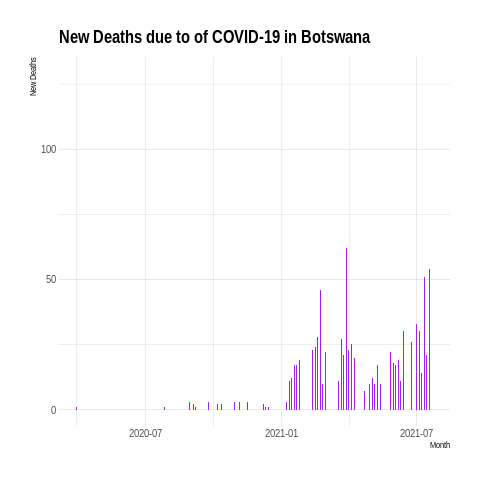 New Deaths due to of COVID-19 in Botswana
New Deaths
100
50
0
2020-07
2021-01
2021-07
Month